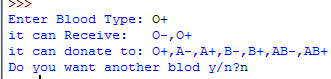 >>>
Enter Blood Type: O+
it can Receive:   O-,O+
it can donate to: O+,A-,A+,B-,B+,AB-,AB+
Do you want another blod y/n?n